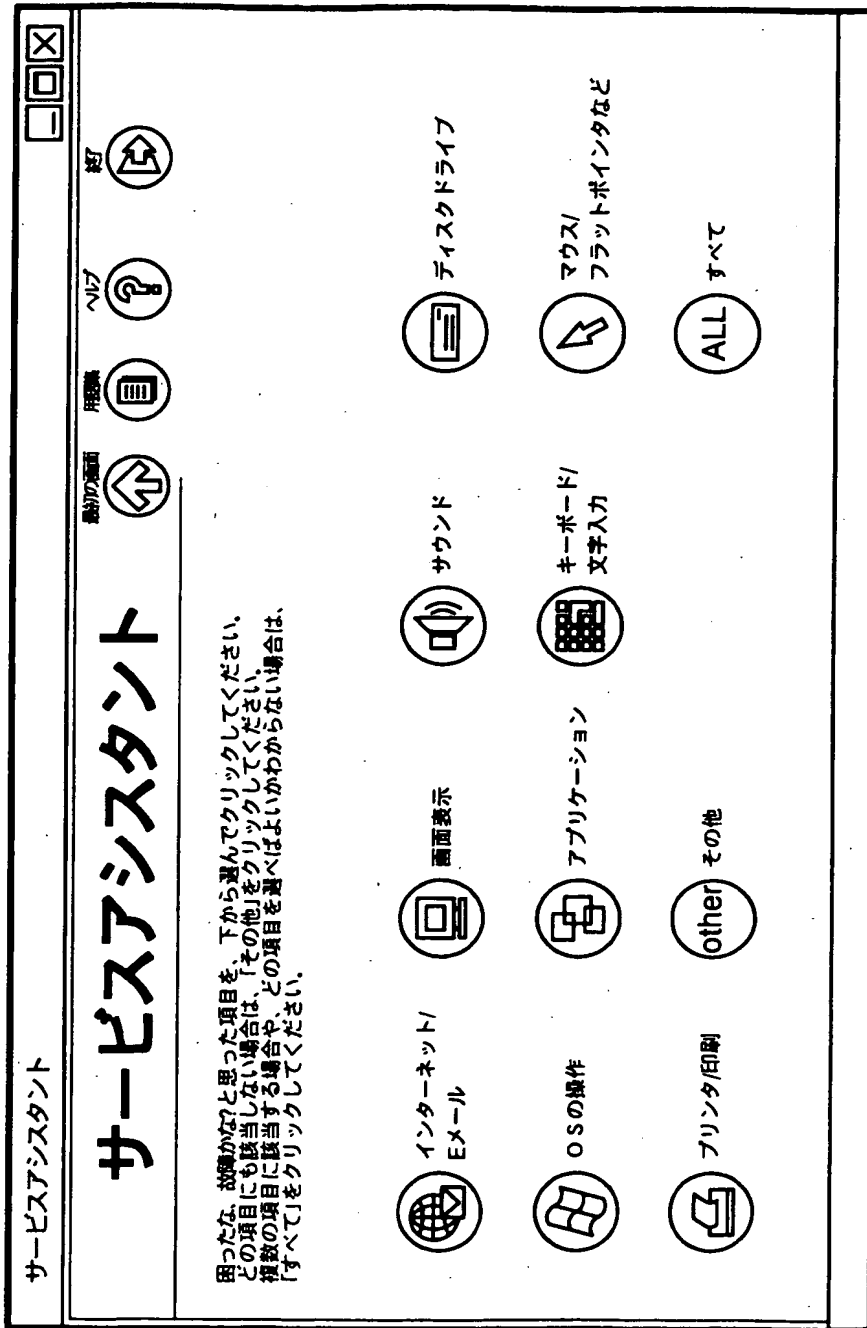 サービスアシスタント
サービスアシスタント
最初の画面
用語集
ヘルプ
終了
困ったな、故障かな?と思った項目を、下から選んでクリックしてください。
どの項目にも該当しない場合は、「その他」をクリックしてください。
複数の項目に該当する場合や、どの項目を選べばよいかわからない場合は、
「すべて」をクリックしてください。
インターネット/
Eメール
画面表示
サウンド
ディスクドライブ
OSの操作
アプリケーション
キーボード/
文字入力
マウス/
フラットポインタなど
プリンタ/印刷
other その他
ALL すべて